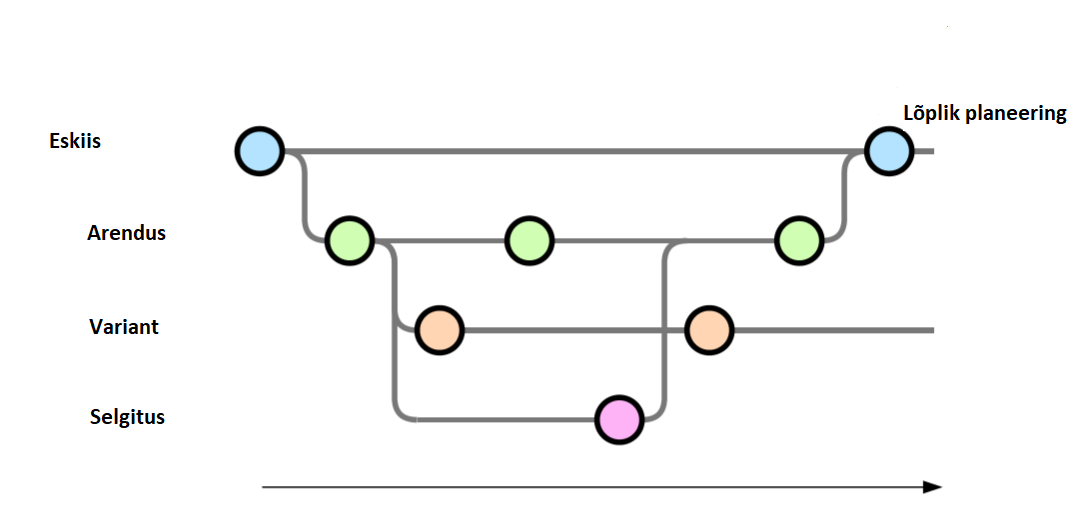 Lõplik planeering
Eskiis
Arendus
Variant
Selgitus